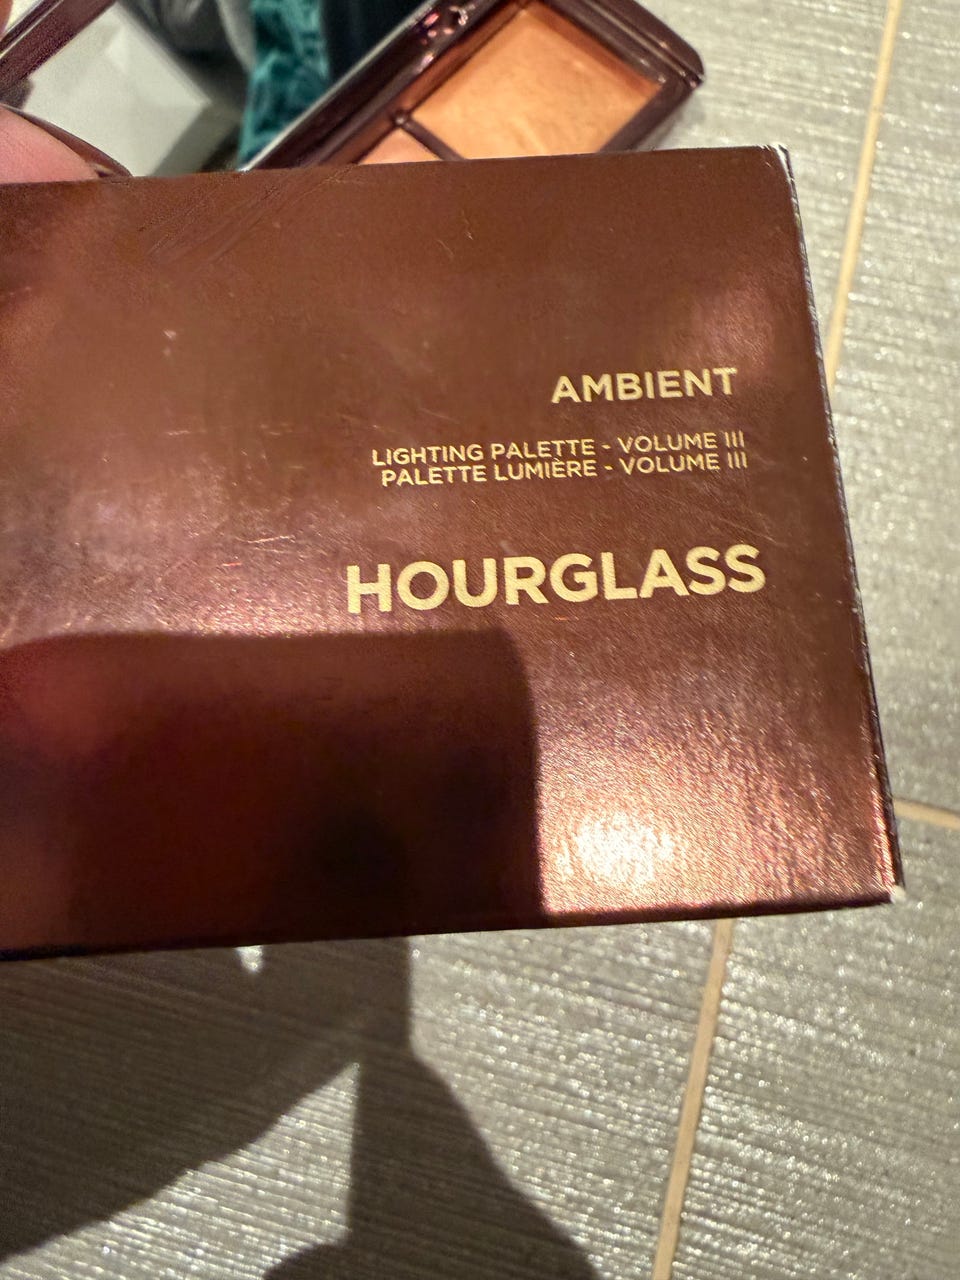 AMBIENT
LIGHTING PALETTE - VOLUME III
PALETTE LUMIÈRE - VOLUME III
HOURGLASS